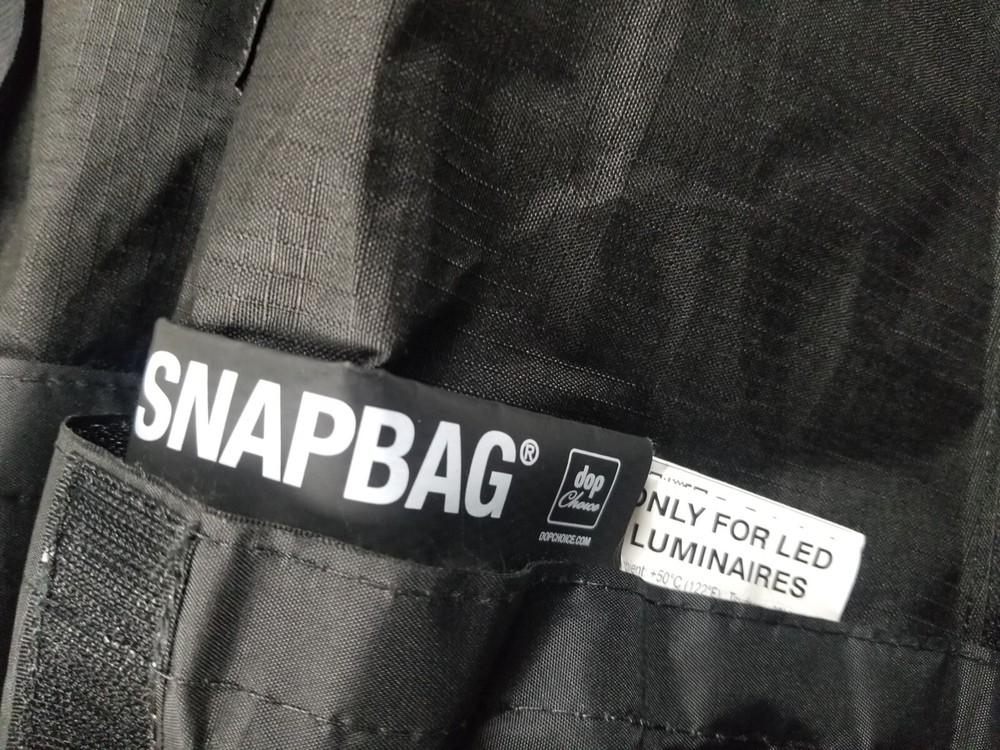 SNAPBAG®
dop
Choice
DOPCHOICE.COM
ONLY FOR LED
LUMINAIRES
+50°C (122°F)